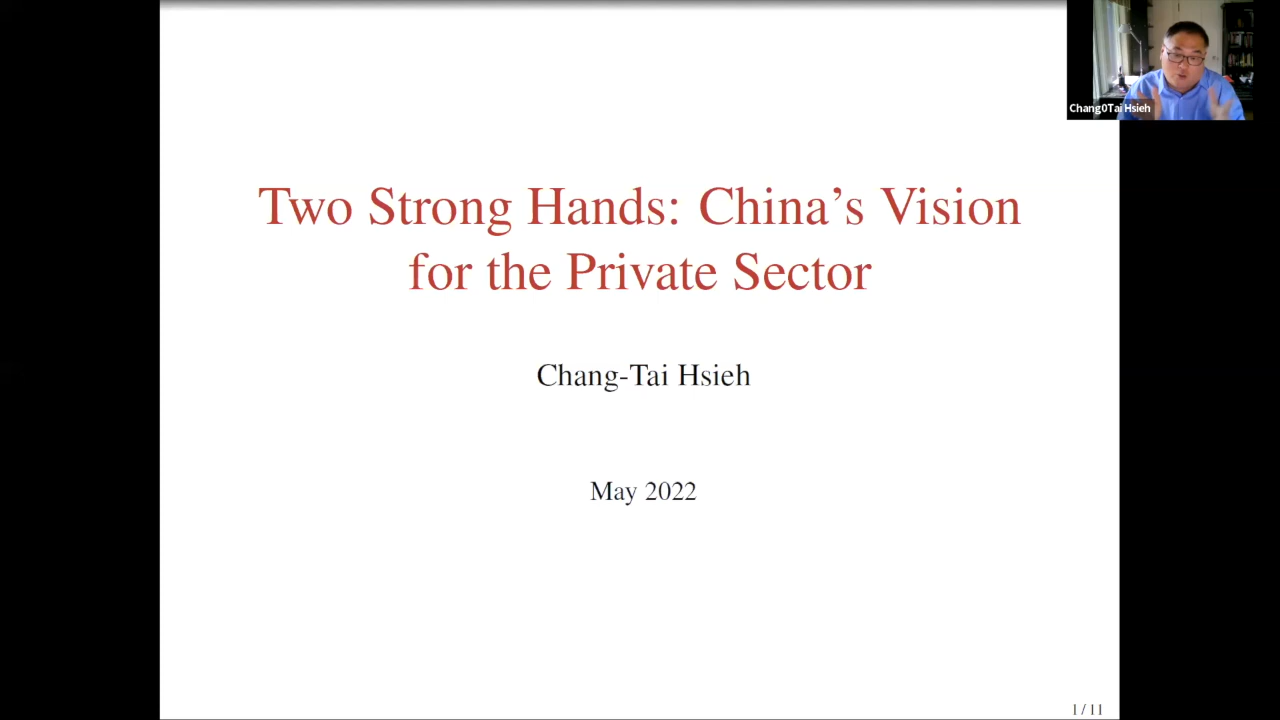 Chang0Tai Hsieh
Two Strong Hands: China's Vision
for the Private Sector
Chang-Tai Hsieh
May 2022
1 / 11